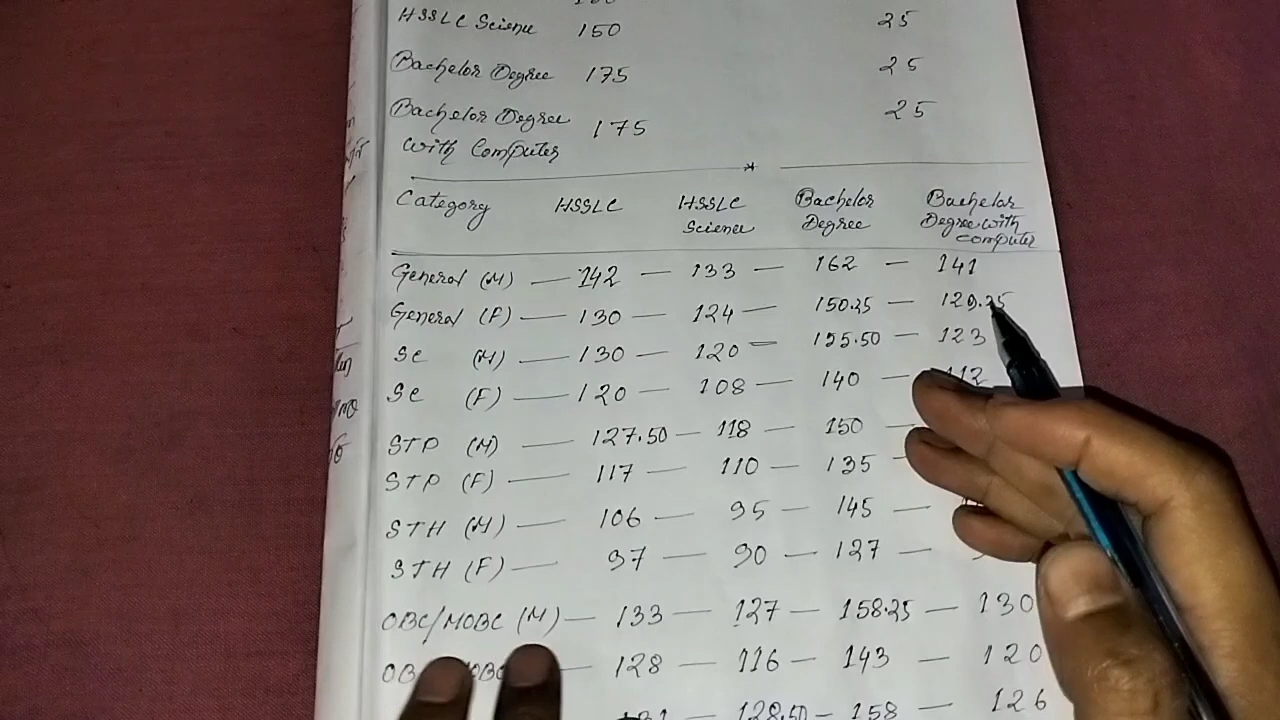 HSSLC Science 150 25
Bachelor Degree 175 25
Bachelor Degree 175 25
with Computer
Category HSSLC HSSLC Science Bachelor Degree Bachelor Degree with computer
General (M) — 142 — 133 — 162 — 141
General (F) — 130 — 124 — 150.25 — 129.25
SC (M) — 130 — 120 — 155.50 — 123
SC (F) — 120 — 108 — 140 — 112
STP (M) — 127.50 — 118 — 150 —
STP (F) — 117 — 110 — 135 —
STH (M) — 106 — 95 — 145 —
STH (F) — 97 — 90 — 127 —
OBC/MOBC (M) — 133 — 127 — 158.25 — 130
128 — 116 — 143 — 120
128.50 — 158 — 126